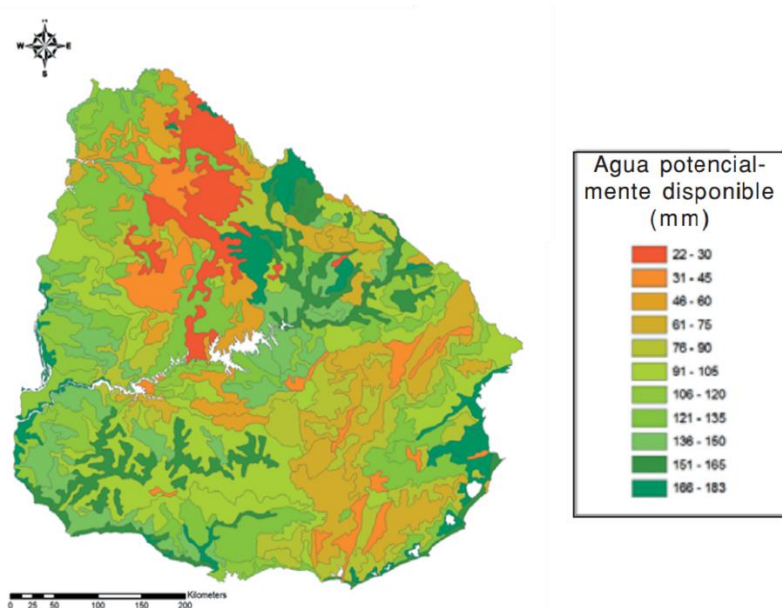 N
W E
S
Agua potencial-
mente disponible
(mm)
22 - 30
31 - 45
46 - 60
61 - 75
76 - 90
91 - 105
106 - 120
121 - 135
136 - 150
151 - 165
166 - 183
Kilometers
0 25 50 100 150 200